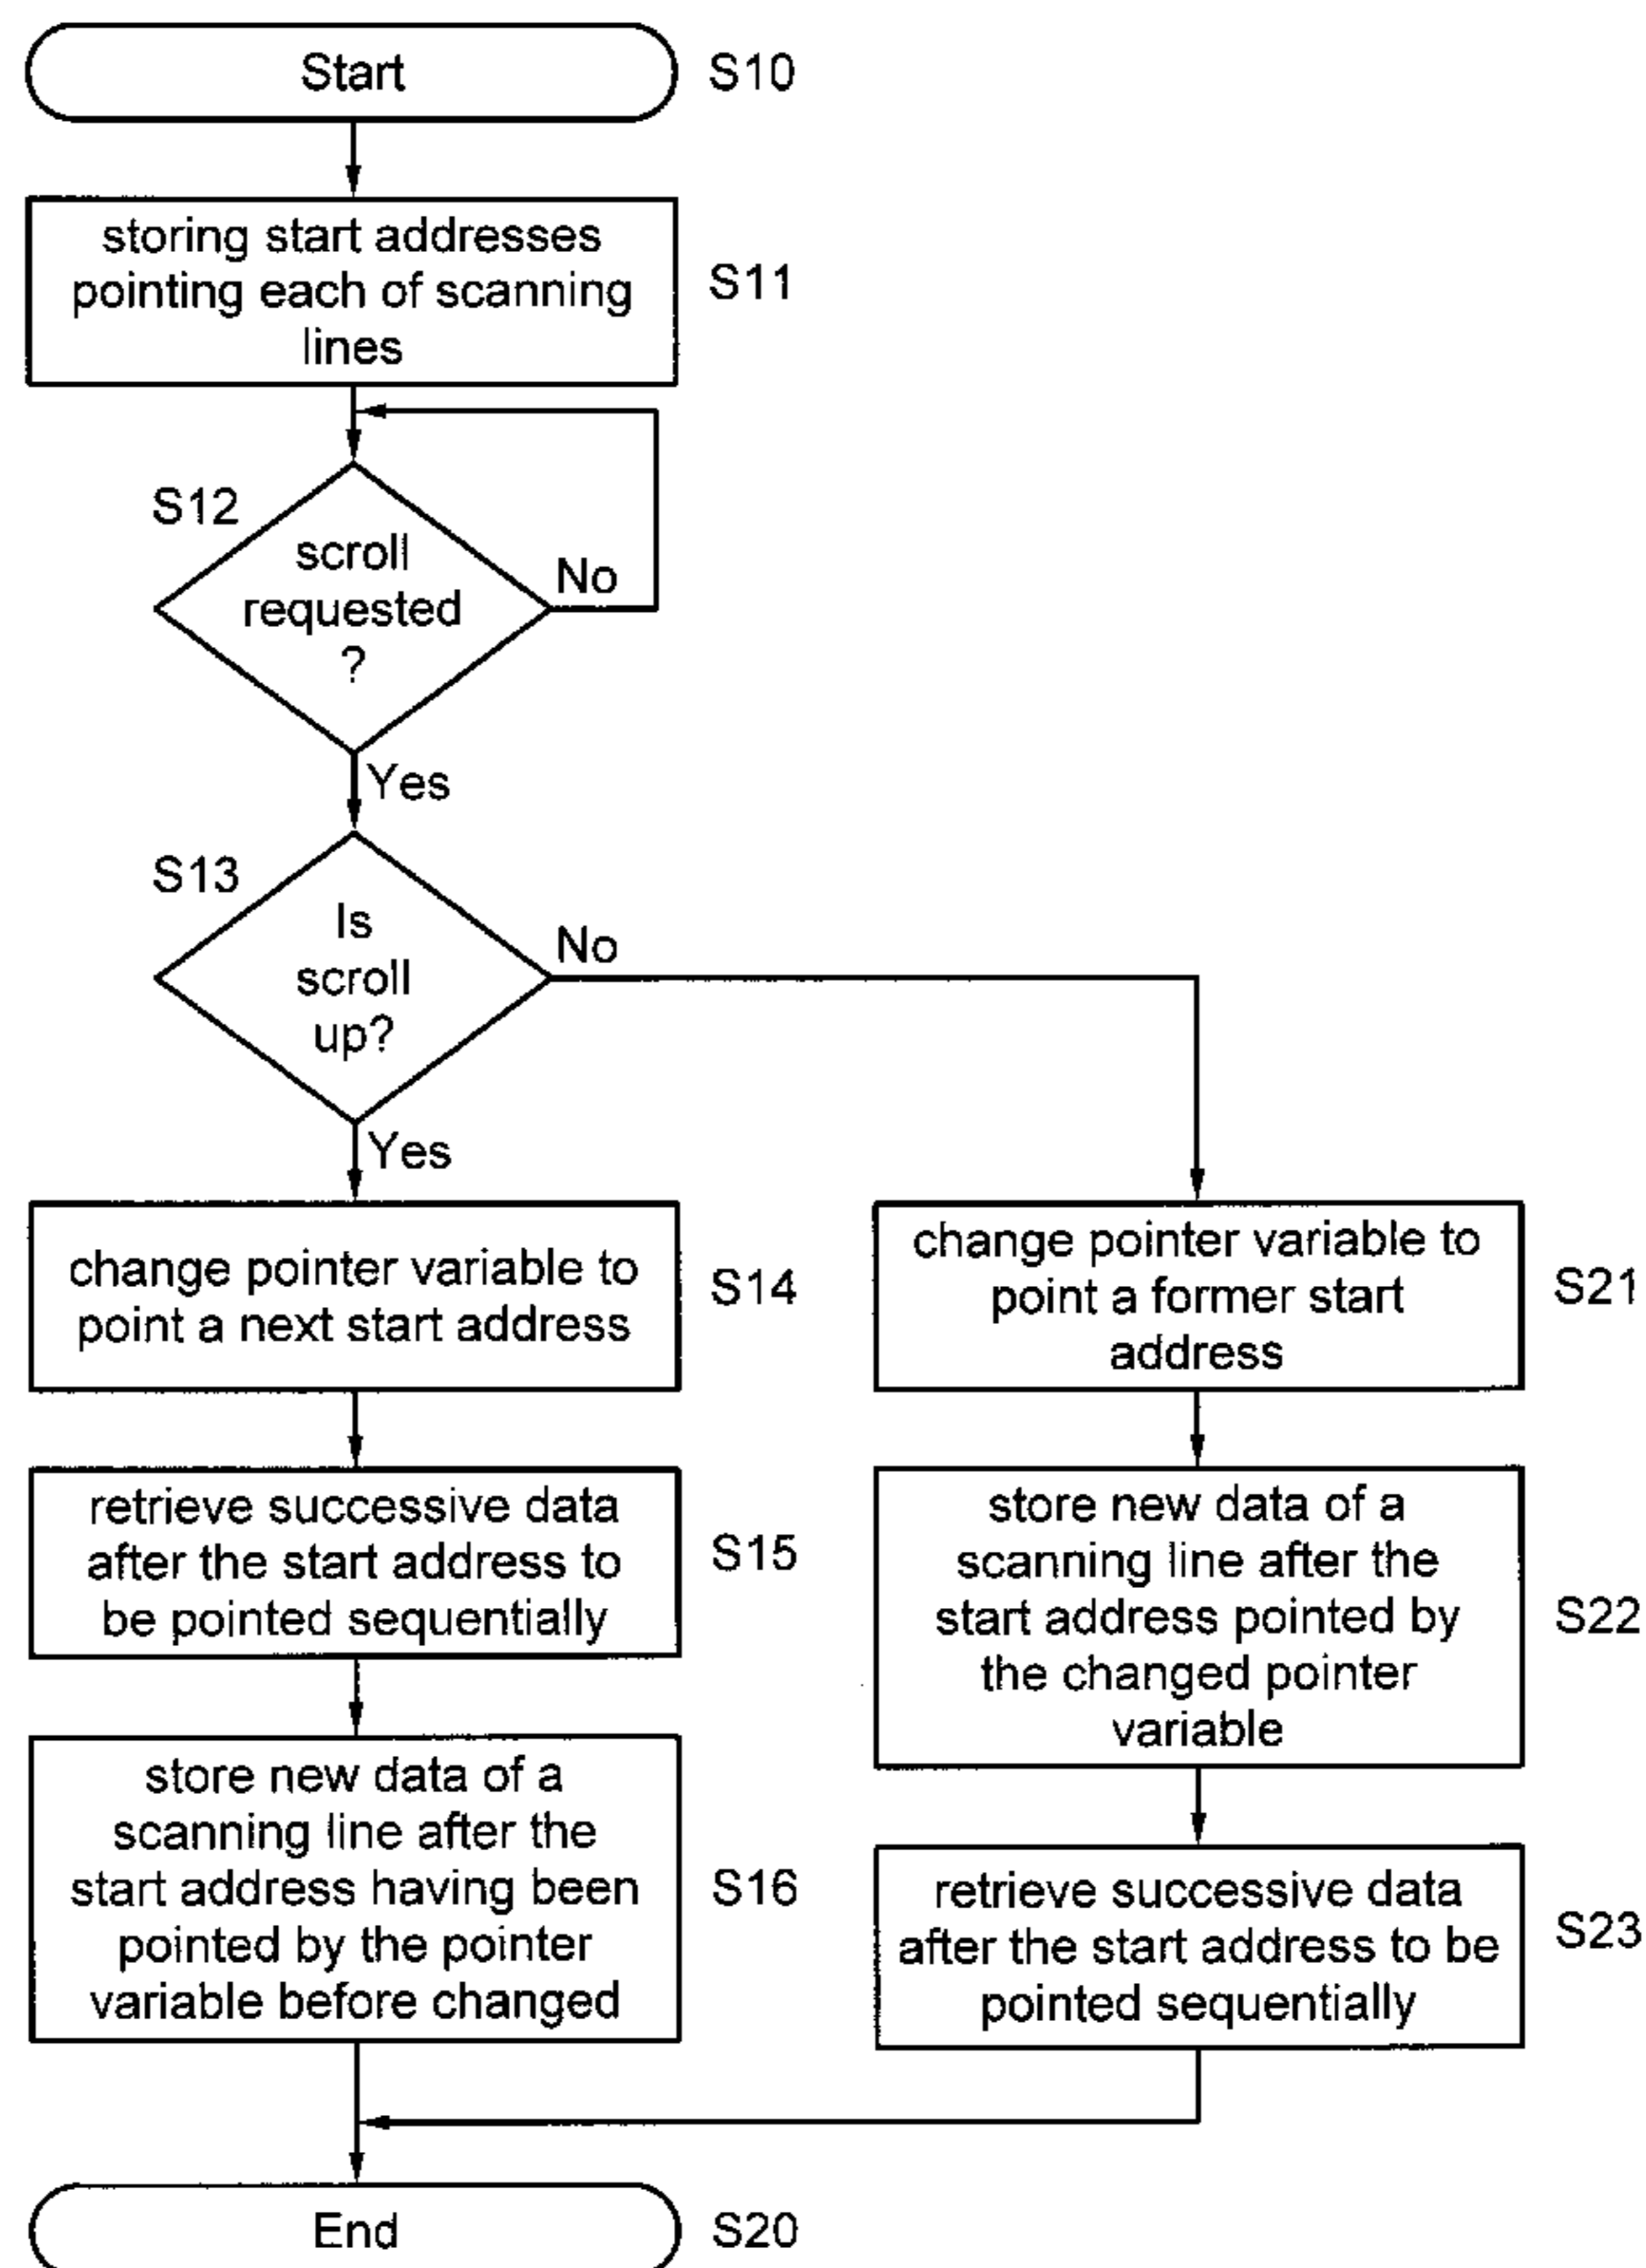 Start
S10
storing start addresses
pointing each of scanning
lines
S11
S12
scroll
requested
?
No
Yes
S13
Is
scroll
up?
No
Yes
change pointer variable to
point a next start address
S14
retrieve successive data
after the start address to
be pointed sequentially
S15
store new data of a
scanning line after the
start address having been
pointed by the pointer
variable before changed
S16
change pointer variable to
point a former start
address
S21
store new data of a
scanning line after the
start address pointed by
the changed pointer
variable
S22
retrieve successive data
after the start address to be
pointed sequentially
S23
End
S20